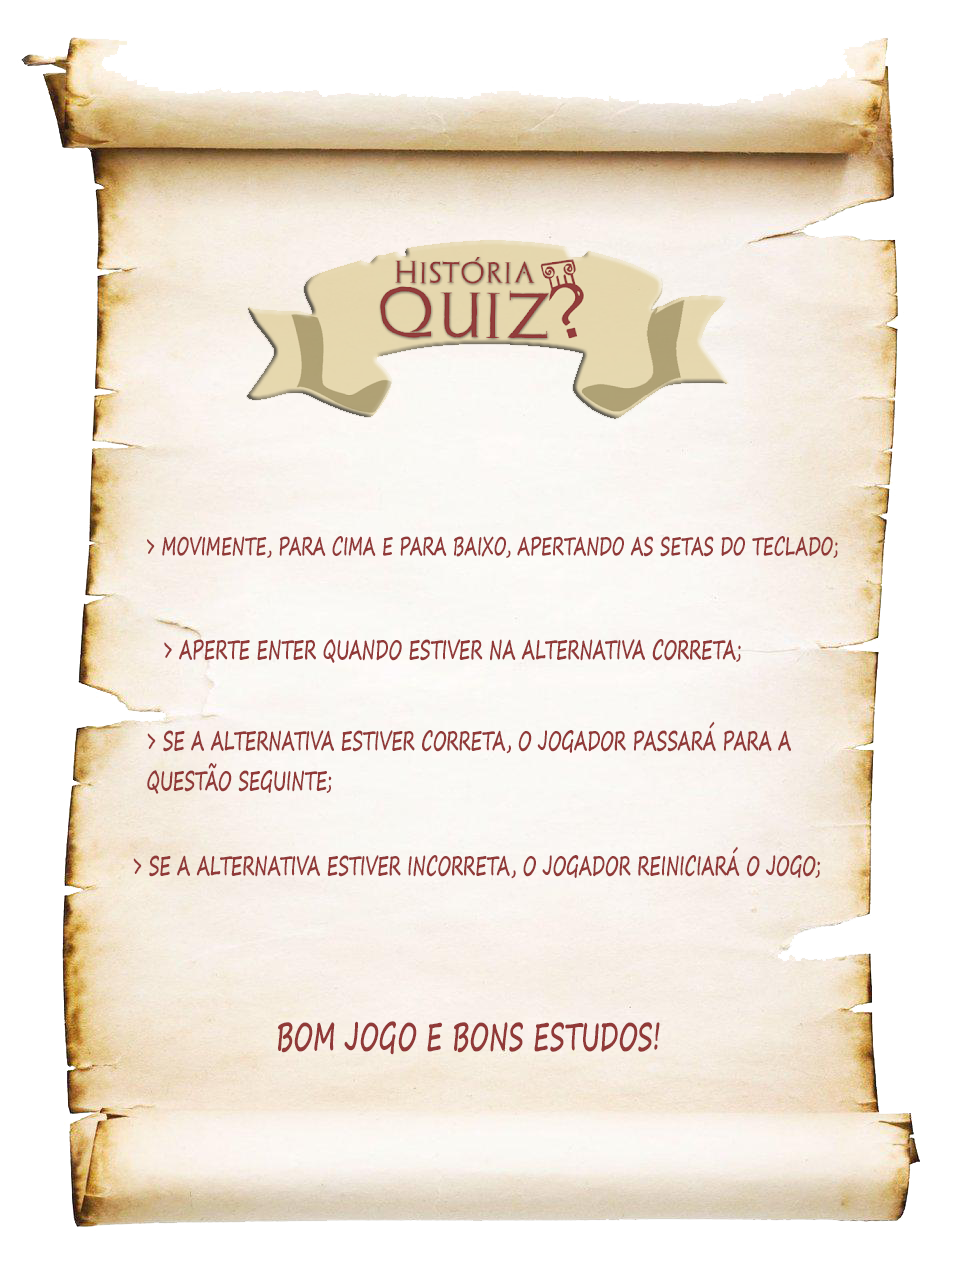 HISTÓRIA
QUIZ?
> MOVIMENTE, PARA CIMA E PARA BAIXO, APERTANDO AS SETAS DO TECLADO;
> APERTE ENTER QUANDO ESTIVER NA ALTERNATIVA CORRETA;
> SE A ALTERNATIVA ESTIVER CORRETA, O JOGADOR PASSARÁ PARA A
QUESTÃO SEGUINTE;
> SE A ALTERNATIVA ESTIVER INCORRETA, O JOGADOR REINICIARÁ O JOGO;
BOM JOGO E BONS ESTUDOS!